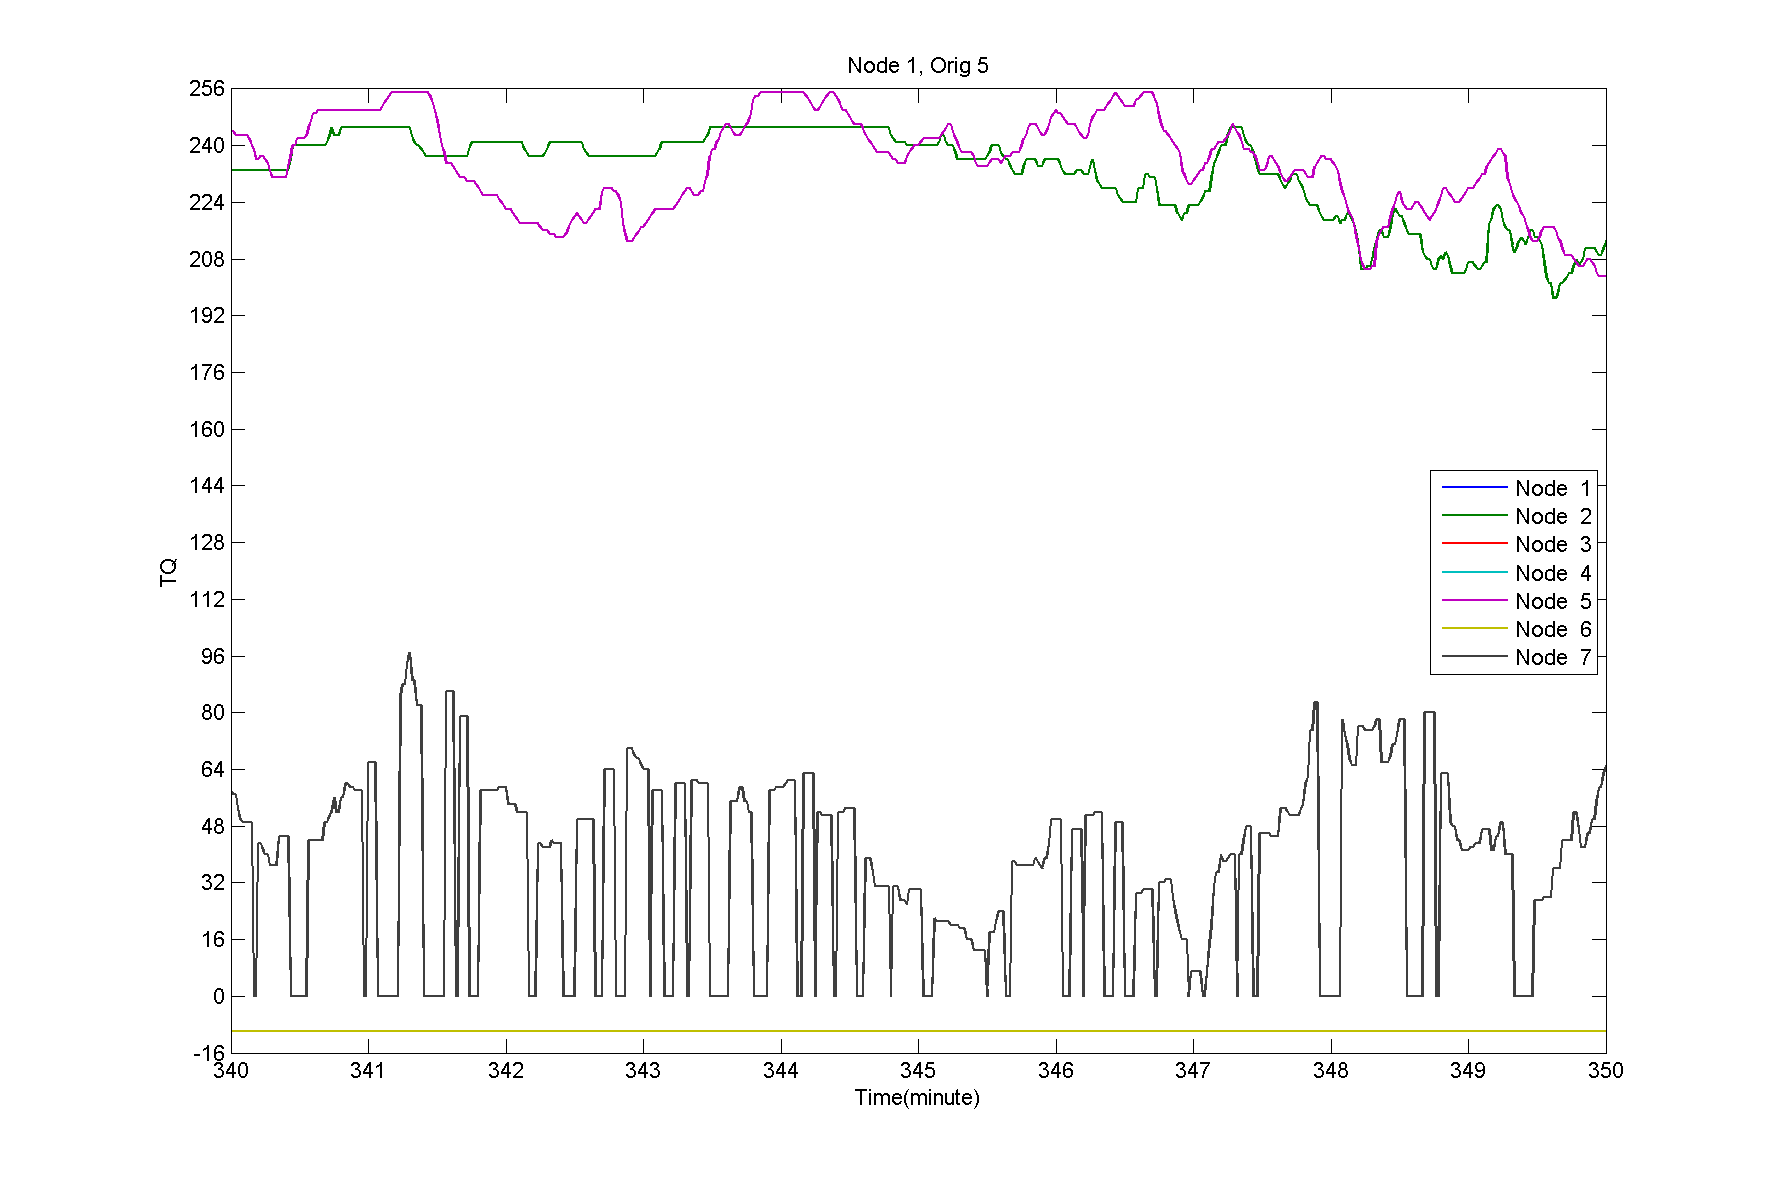 Node 1, Orig 5
256
240
224
208
192
176
160
144
128
112
96
80
64
48
32
16
0
-16
TQ
Node 1
Node 2
Node 3
Node 4
Node 5
Node 6
Node 7
340 341 342 343 344 345 346 347 348 349 350
Time(minute)